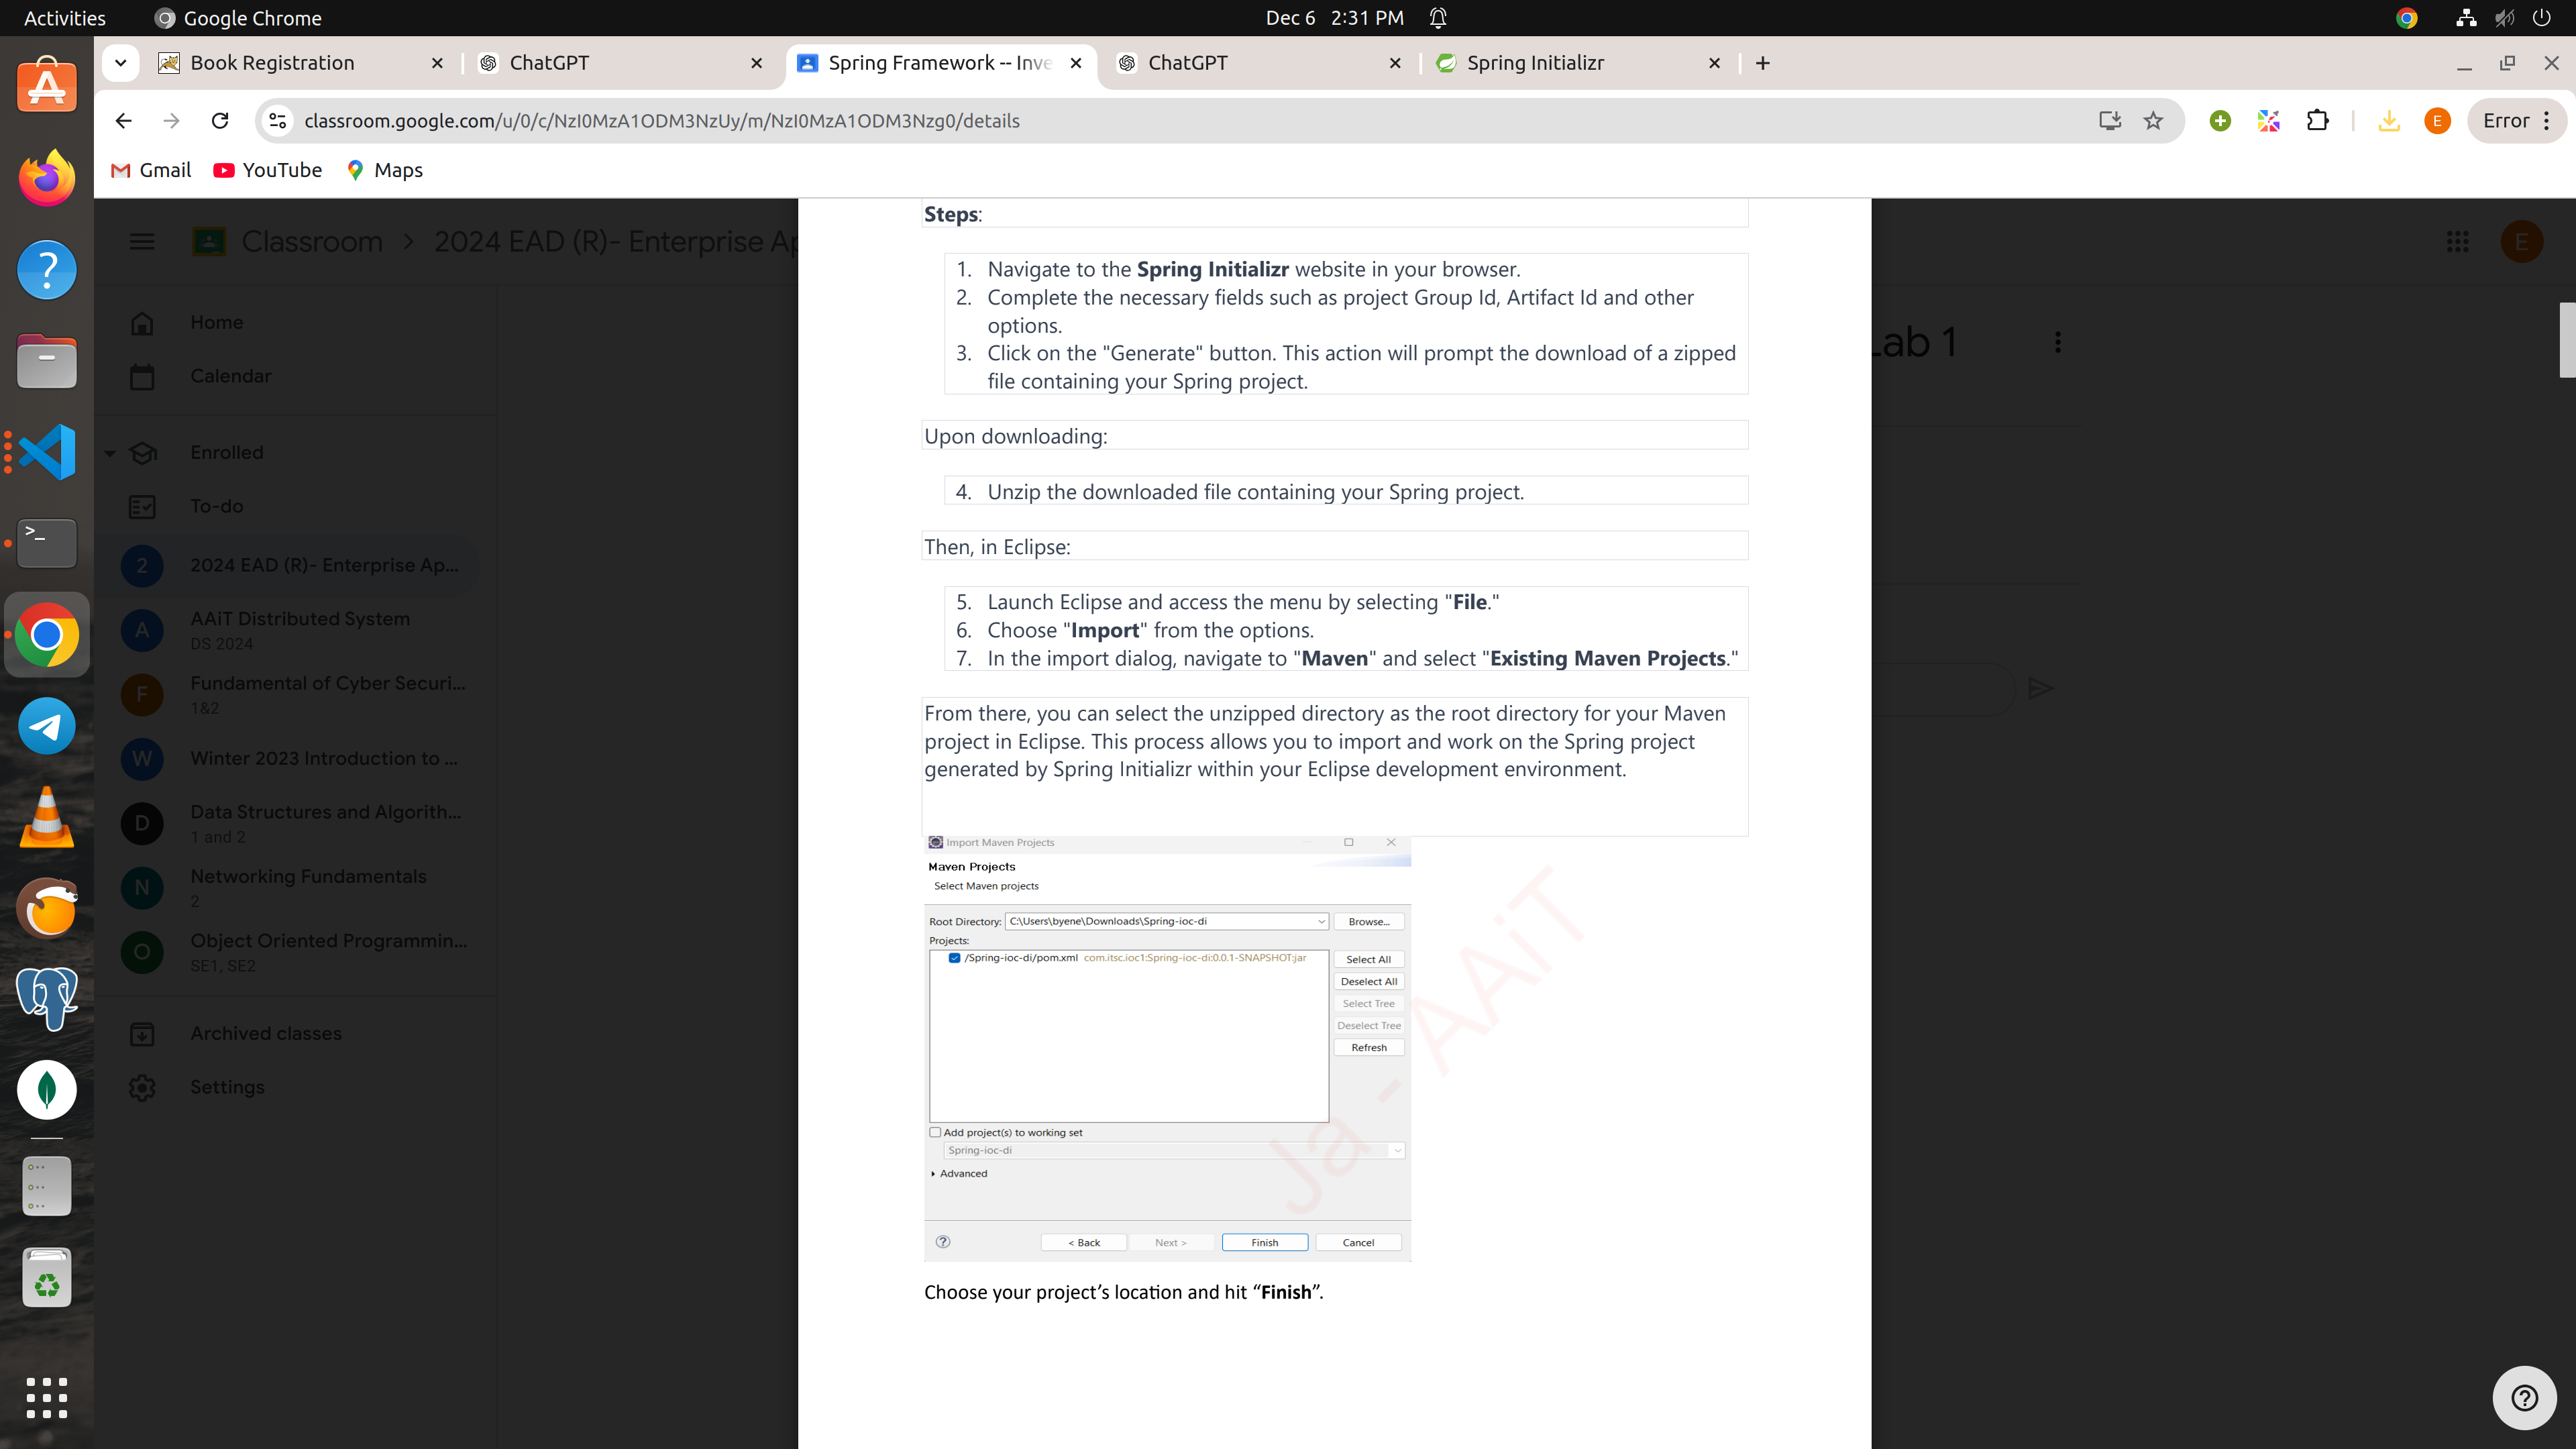 Activities
Google Chrome
Dec 6 2:31 PM
Book Registration
ChatGPT
Spring Framework -- Inve
ChatGPT
Spring Initializr
classroom.google.com/u/0/c/NzI0MzA1ODM3NzUy/m/NzI0MzA1ODM3Nzg0/details
E
Error
Gmail
YouTube
Maps
Classroom
2024 EAD (R)- Enterprise Ap
E
Home
Calendar
Enrolled
To-do
2
2024 EAD (R)- Enterprise Ap...
A
AAiT Distributed System
DS 2024
F
Fundamental of Cyber Securi...
1&2
W
Winter 2023 Introduction to ...
D
Data Structures and Algorith...
1 and 2
N
Networking Fundamentals
2
O
Object Oriented Programmin...
SE1, SE2
Archived classes
Settings
Lab 1
Steps:
1. Navigate to the Spring Initializr website in your browser.
2. Complete the necessary fields such as project Group Id, Artifact Id and other
options.
3. Click on the "Generate" button. This action will prompt the download of a zipped
file containing your Spring project.
Upon downloading:
4. Unzip the downloaded file containing your Spring project.
Then, in Eclipse:
5. Launch Eclipse and access the menu by selecting "File."
6. Choose "Import" from the options.
7. In the import dialog, navigate to "Maven" and select "Existing Maven Projects."
From there, you can select the unzipped directory as the root directory for your Maven
project in Eclipse. This process allows you to import and work on the Spring project
generated by Spring Initializr within your Eclipse development environment.
Import Maven Projects
Maven Projects
Select Maven projects
Root Directory: C:\Users\byene\Downloads\Spring-ioc-di
Browse...
Projects:
/Spring-ioc-di/pom.xml com.itsc.ioc1:Spring-ioc-di:0.0.1-SNAPSHOT:jar
Select All
Deselect All
Select Tree
Deselect Tree
Refresh
Add project(s) to working set
Spring-ioc-di
Advanced
< Back
Next >
Finish
Cancel
Ja - AAiT
Choose your project’s location and hit “Finish”.